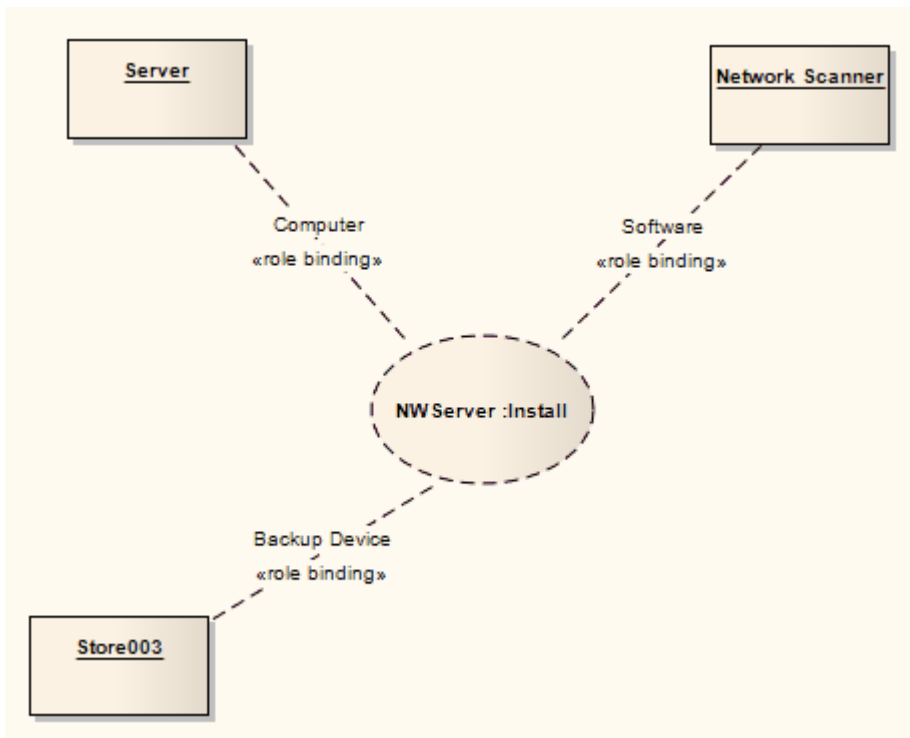 Server
Network Scanner
Computer
«role binding»
Software
«role binding»
NWServer :Install
Backup Device
«role binding»
Store003